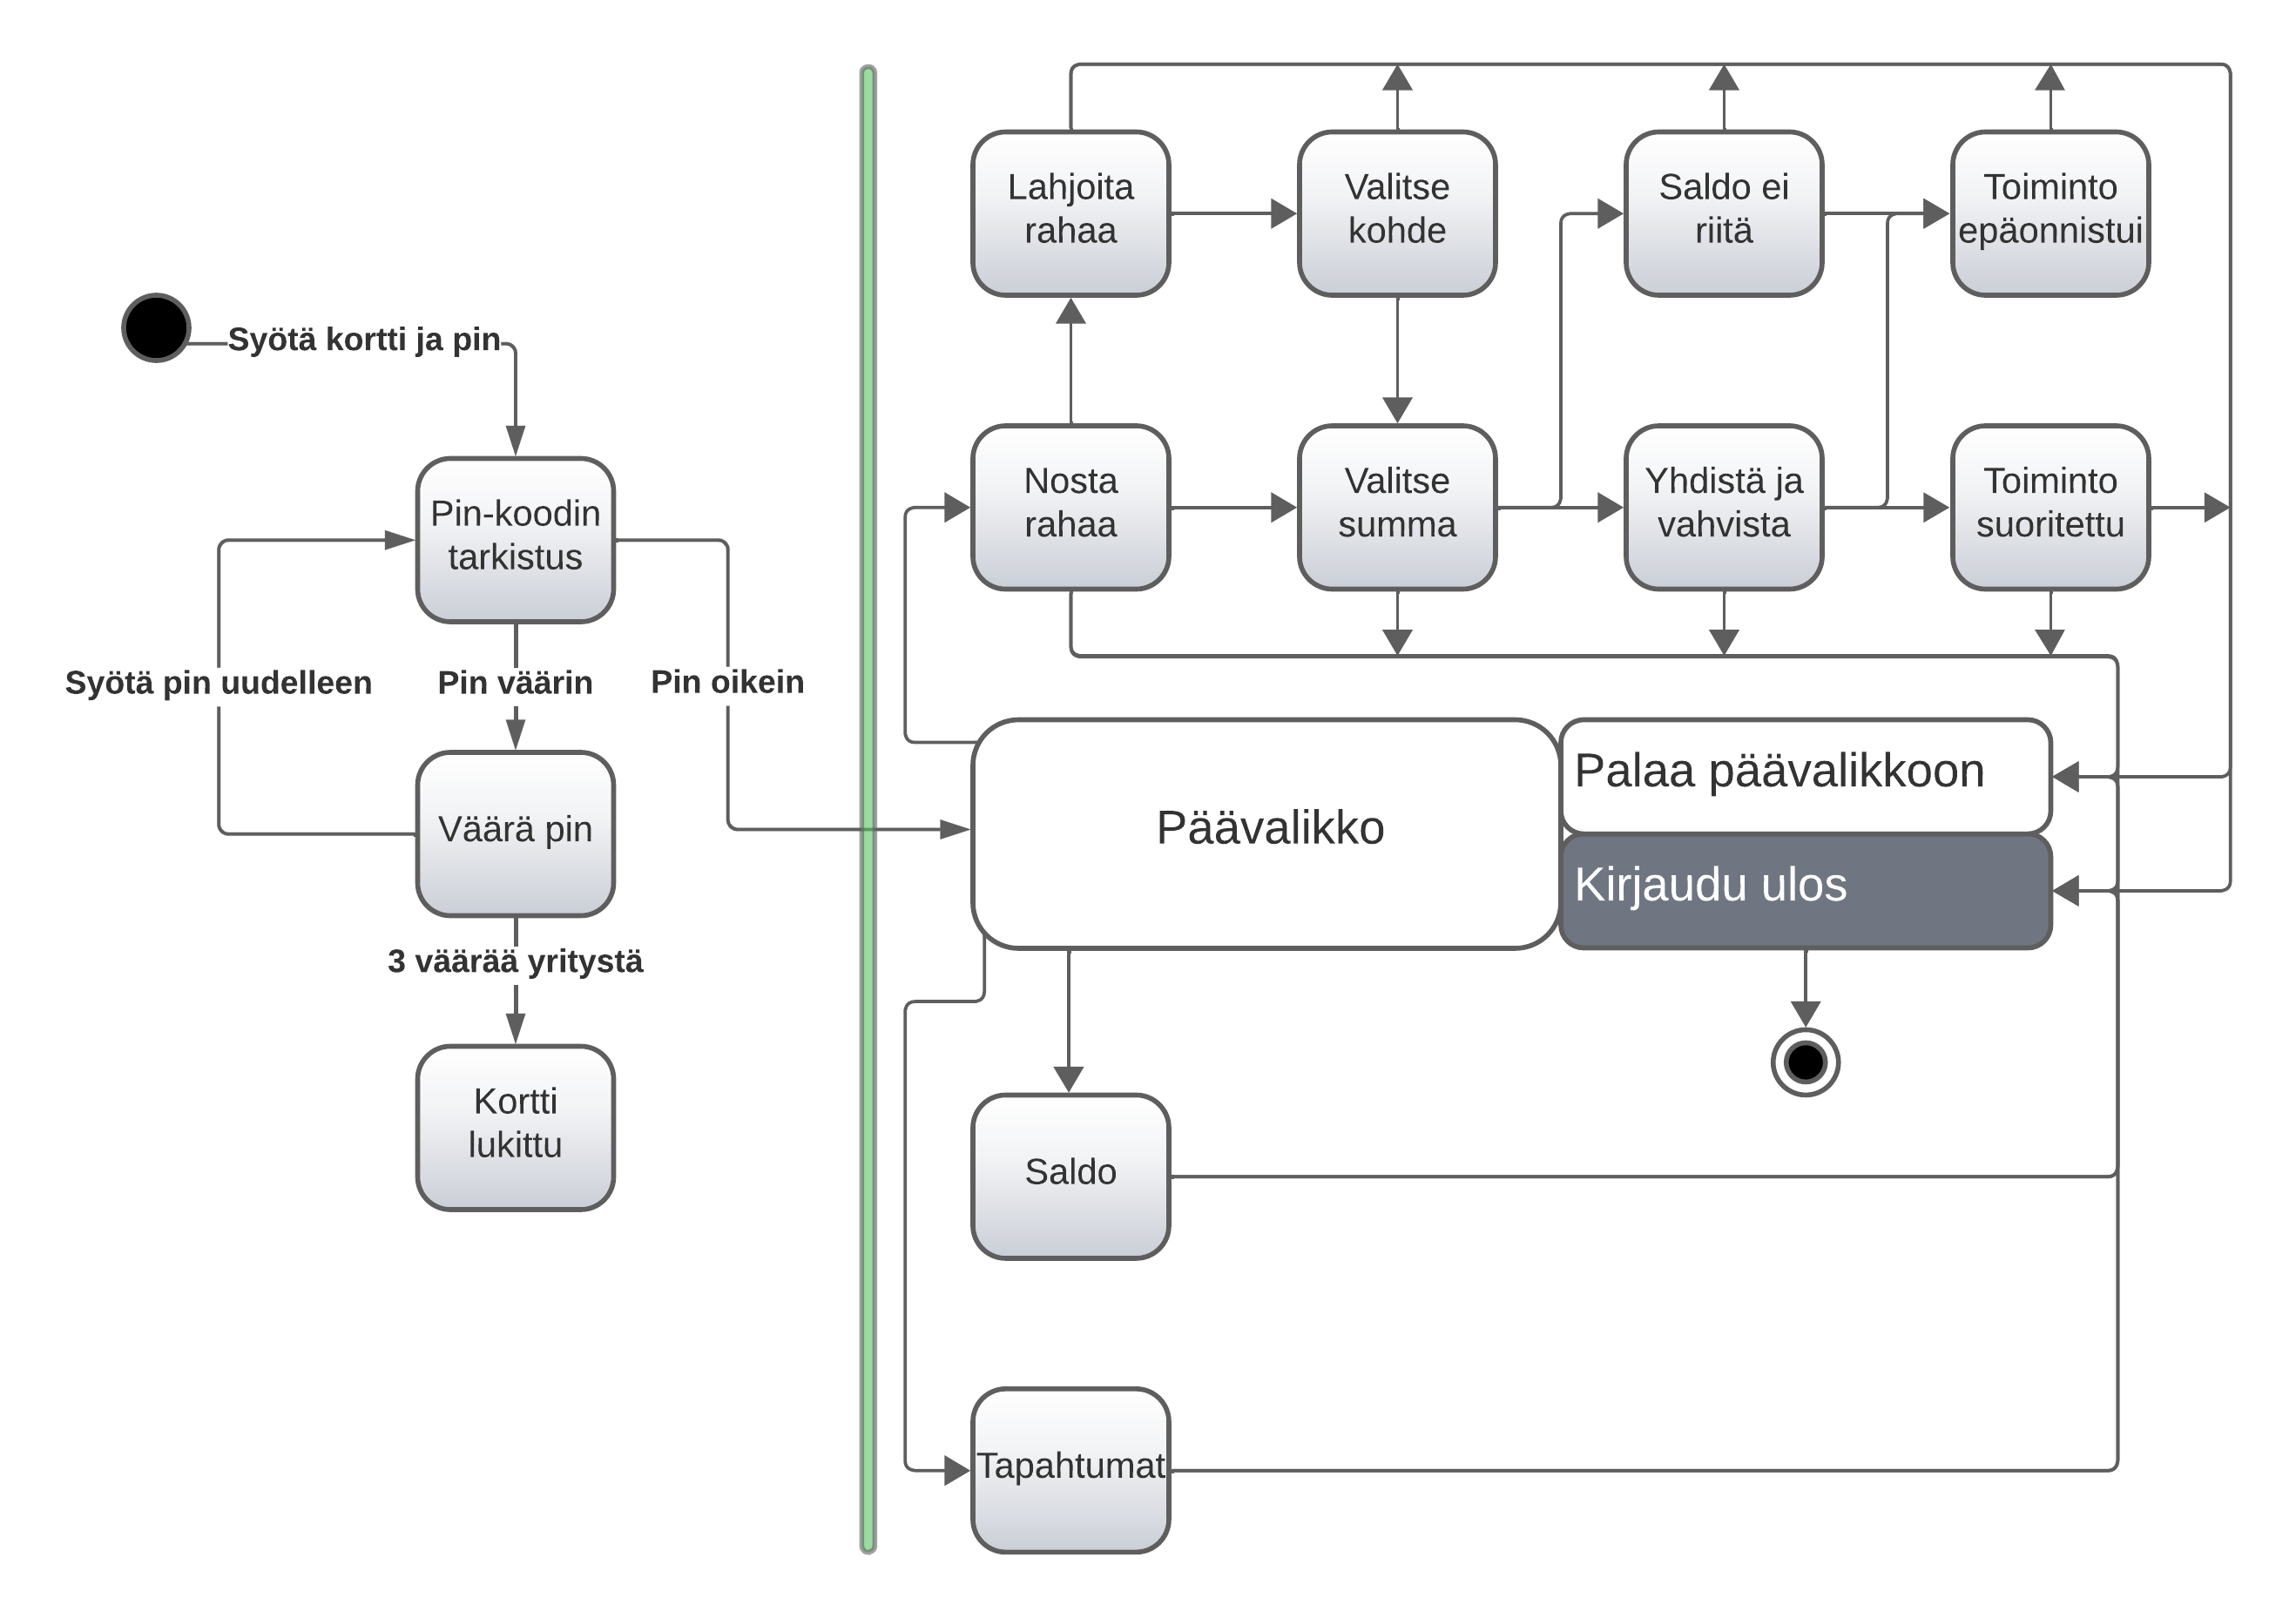 Syötä kortti ja pin
Pin-koodin
tarkistus
Syötä pin uudelleen
Pin väärin
Pin oikein
Väärä pin
3 väärää yritystä
Kortti
lukittu
Lahjoita
rahaa
Valitse
kohde
Saldo ei
riitä
Toiminto
epäonnistui
Nosta
rahaa
Valitse
summa
Yhdistä ja
vahvista
Toiminto
suoritettu
Päävalikko
Palaa päävalikkoon
Kirjaudu ulos
Saldo
Tapahtumat